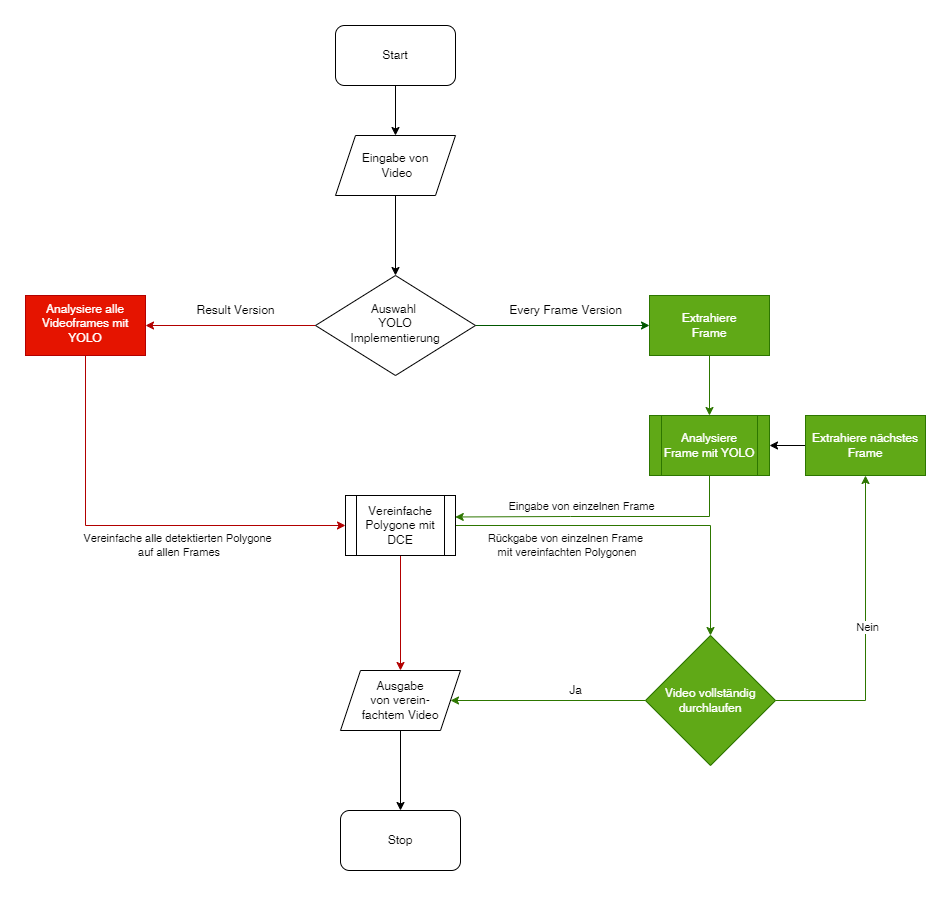 Start
Eingabe von
Video
Auswahl
YOLO
Implementierung
Result Version
Every Frame Version
Analysiere alle
Videoframes mit
YOLO
Extrahiere
Frame
Analysiere
Frame mit YOLO
Extrahiere nächstes
Frame
Eingabe von einzelnen Frame
Vereinfache
Polygone mit
DCE
Vereinfache alle detektierten Polygone
auf allen Frames
Rückgabe von einzelnen Frame
mit vereinfachten Polygonen
Nein
Video vollständig
durchlaufen
Ja
Ausgabe
von verein-
fachtem Video
Stop